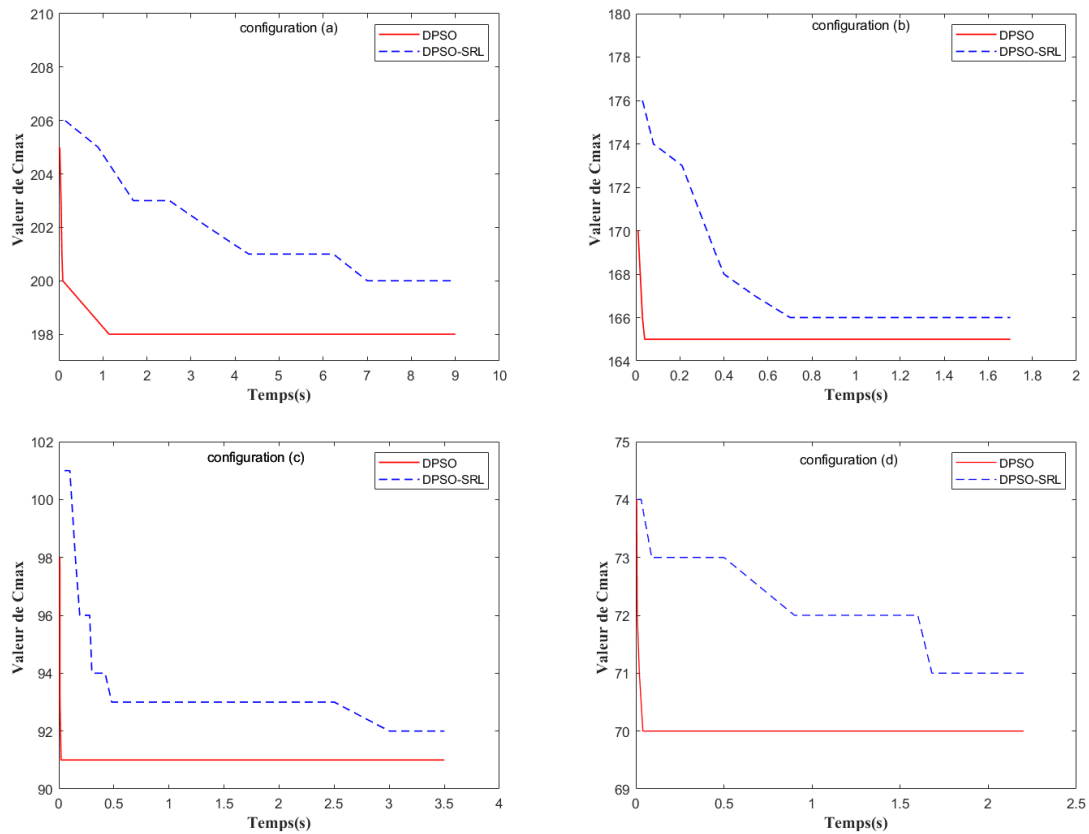 configuration (a)
DPSO
DPSO-SRL
Valeur de Cmax
210
208
206
204
202
200
198
0 1 2 3 4 5 6 7 8 9 10
Temps(s)
configuration (b)
DPSO
DPSO-SRL
Valeur de Cmax
180
178
176
174
172
170
168
166
164
0 0.2 0.4 0.6 0.8 1 1.2 1.4 1.6 1.8 2
Temps(s)
configuration (c)
DPSO
DPSO-SRL
Valeur de Cmax
102
100
98
96
94
92
90
0 0.5 1 1.5 2 2.5 3 3.5 4
Temps(s)
configuration (d)
DPSO
DPSO-SRL
Valeur de Cmax
75
74
73
72
71
70
69
0 0.5 1 1.5 2 2.5
Temps(s)